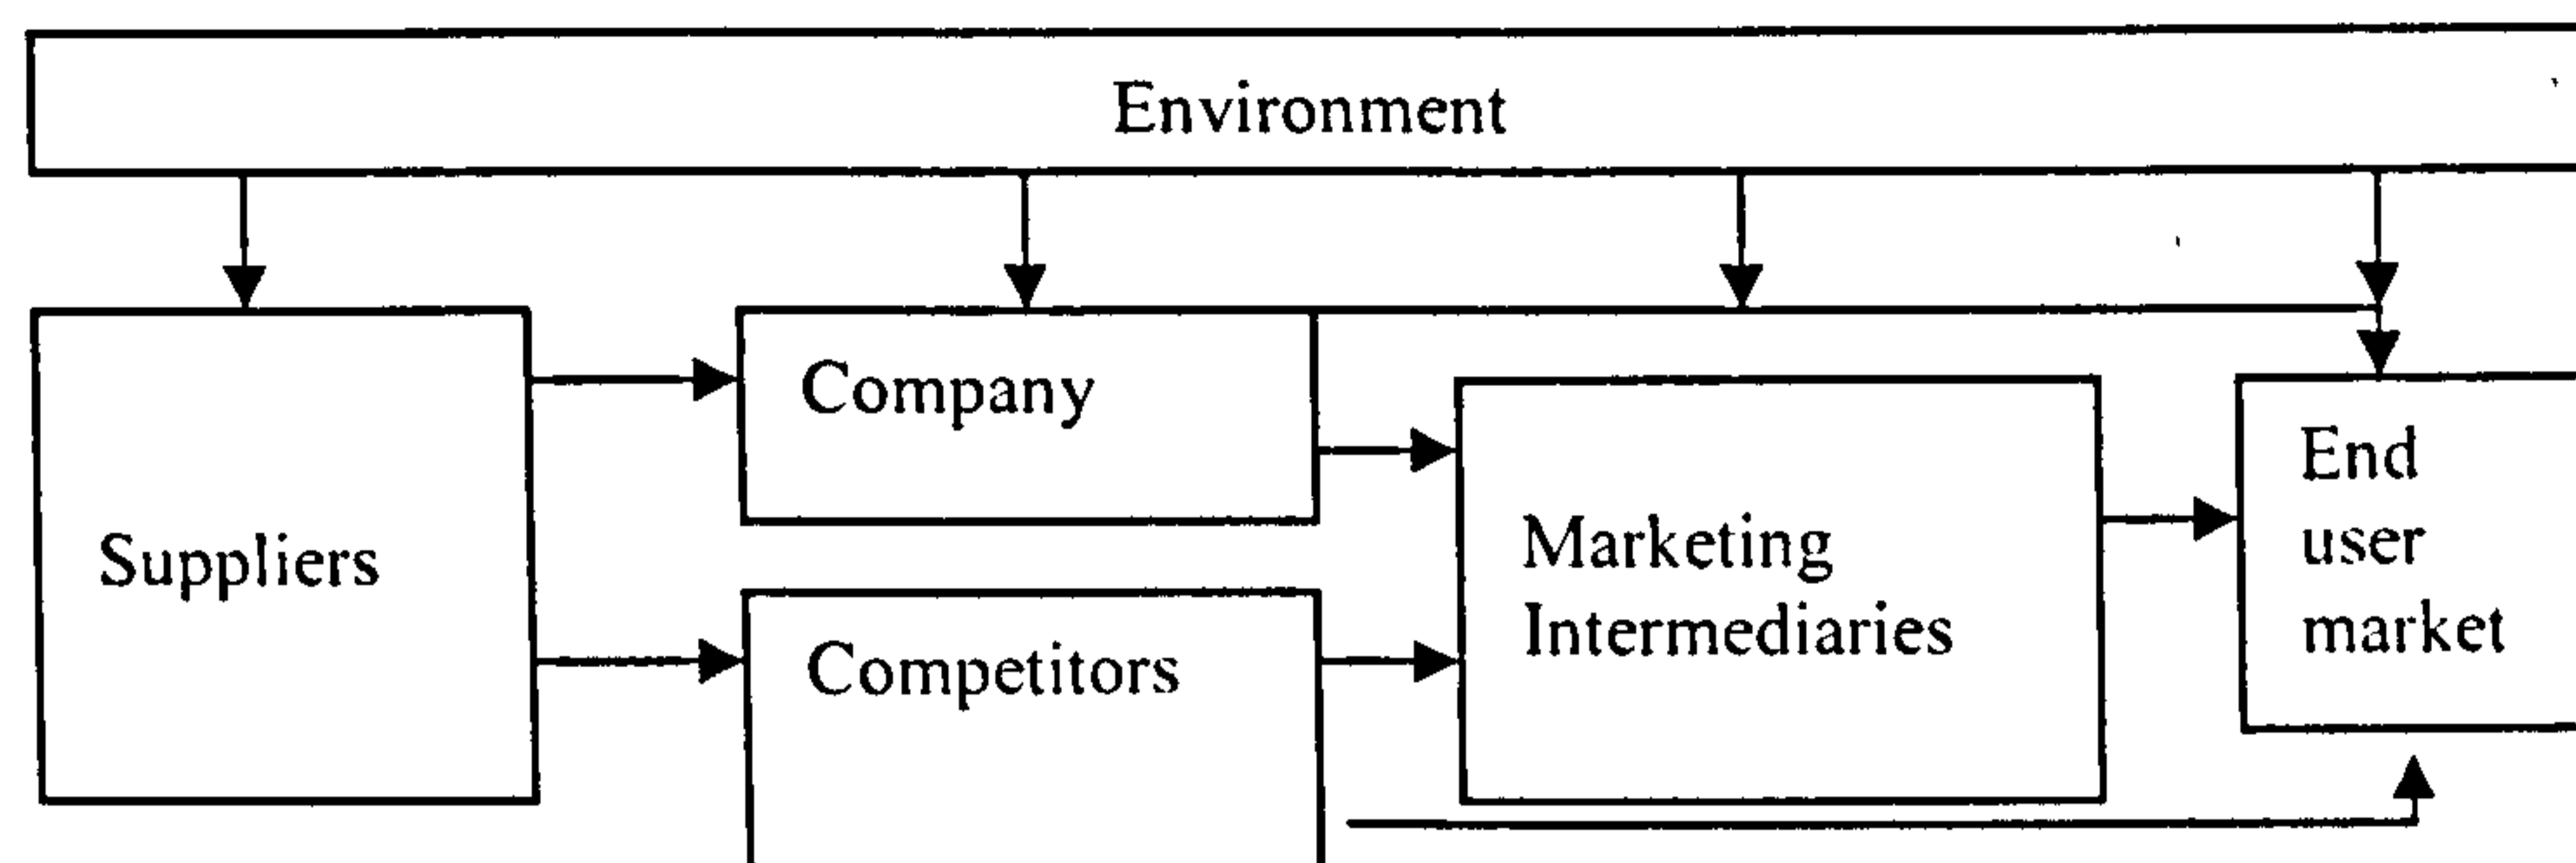 Environment
Suppliers
Company
Competitors
Marketing
Intermediaries
End
user
market